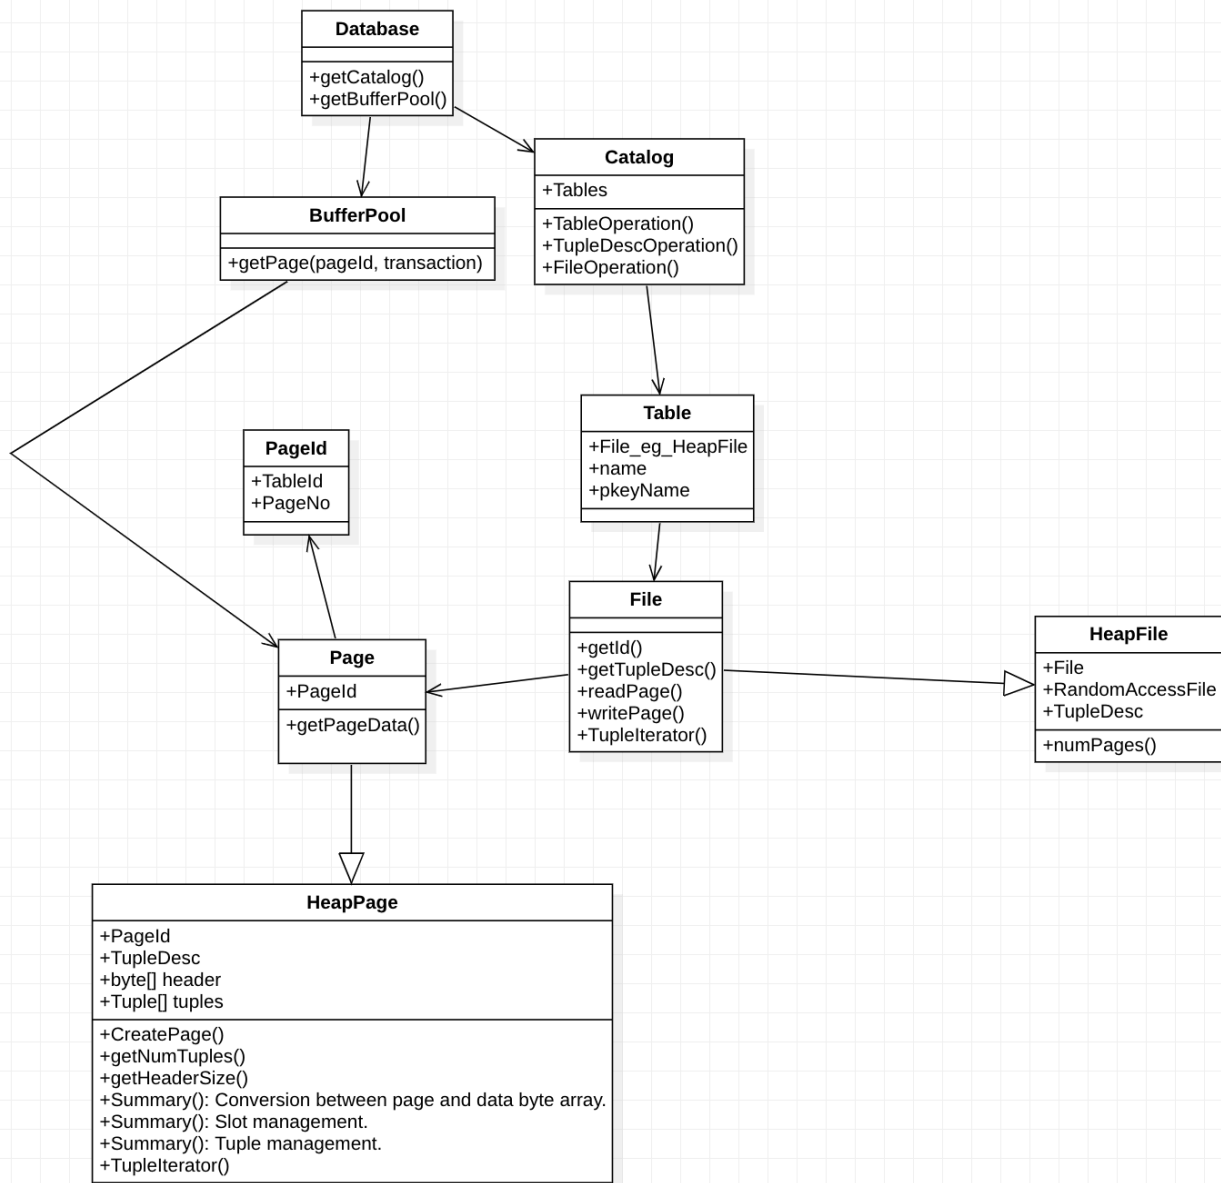 Database
+getCatalog()
+getBufferPool()
Catalog
+Tables
+TableOperation()
+TupleDescOperation()
+FileOperation()
BufferPool
+getPage(pageId, transaction)
Table
+File_eg_HeapFile
+name
+pkeyName
PageId
+TableId
+PageNo
File
+getId()
+getTupleDesc()
+readPage()
+writePage()
+TupleIterator()
HeapFile
+File
+RandomAccessFile
+TupleDesc
+numPages()
Page
+PageId
+getPageData()
HeapPage
+PageId
+TupleDesc
+byte[] header
+Tuple[] tuples
+CreatePage()
+getNumTuples()
+getHeaderSize()
+Summary(): Conversion between page and data byte array.
+Summary(): Slot management.
+Summary(): Tuple management.
+TupleIterator()